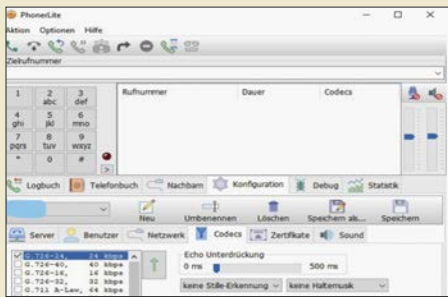 PhonerLite
Aktion Optionen Hilfe
Zielrufnummer
1 2 abc 3 def
4 ghi 5 jkl 6 mno
7 pqrs 8 tuv 9 wxyz
* 0 #
Rufnummer Dauer Codecs
Logbuch Telefonbuch Nachbarn Konfiguration Debug Statistik
Neu Umbenennen Löschen Speichern als... Speichern
Server Benutzer Netzwerk Codecs Zertifikate Sound
G.726-24, 24 kbps
G.726-40, 40 kbps
G.726-16, 16 kbps
G.726-32, 32 kbps
G.711 A-Law, 64 kbps
Echo Unterdrückung
0 ms 500 ms
keine Stille-Erkennung keine Haltemusik